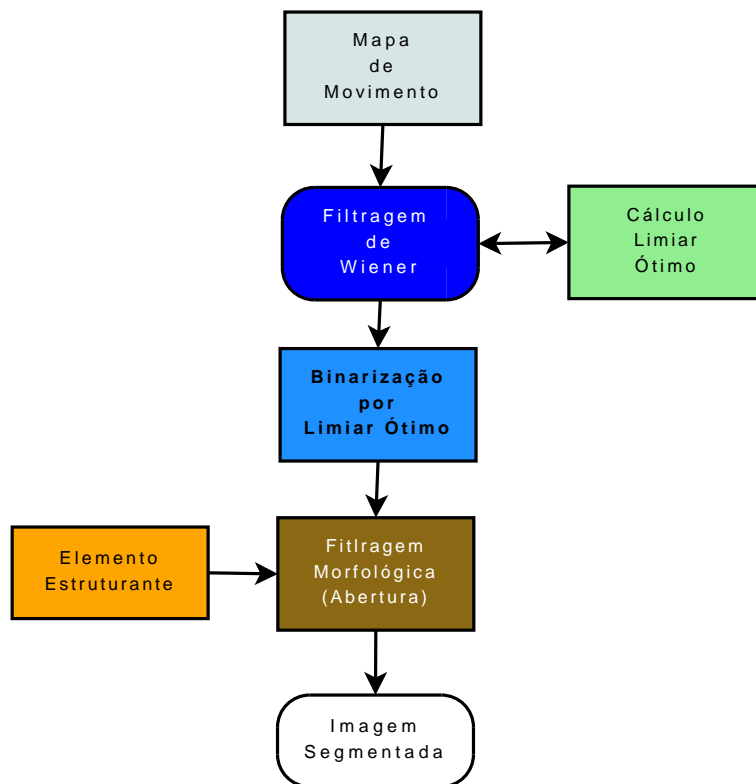 Mapa
de
Movimento
Filtragem
de
Wiener
Cálculo
Limiar
Ótimo
Binarização
por
Limiar Ótimo
Elemento
Estruturante
Fitlragem
Morfológica
(Abertura)
Imagem
Segmentada